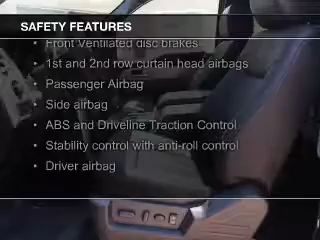 SAFETY FEATURES
• Front Ventilated disc brakes
• 1st and 2nd row curtain head airbags
• Passenger Airbag
• Side airbag
• ABS and Driveline Traction Control
• Stability control with anti-roll control
• Driver airbag